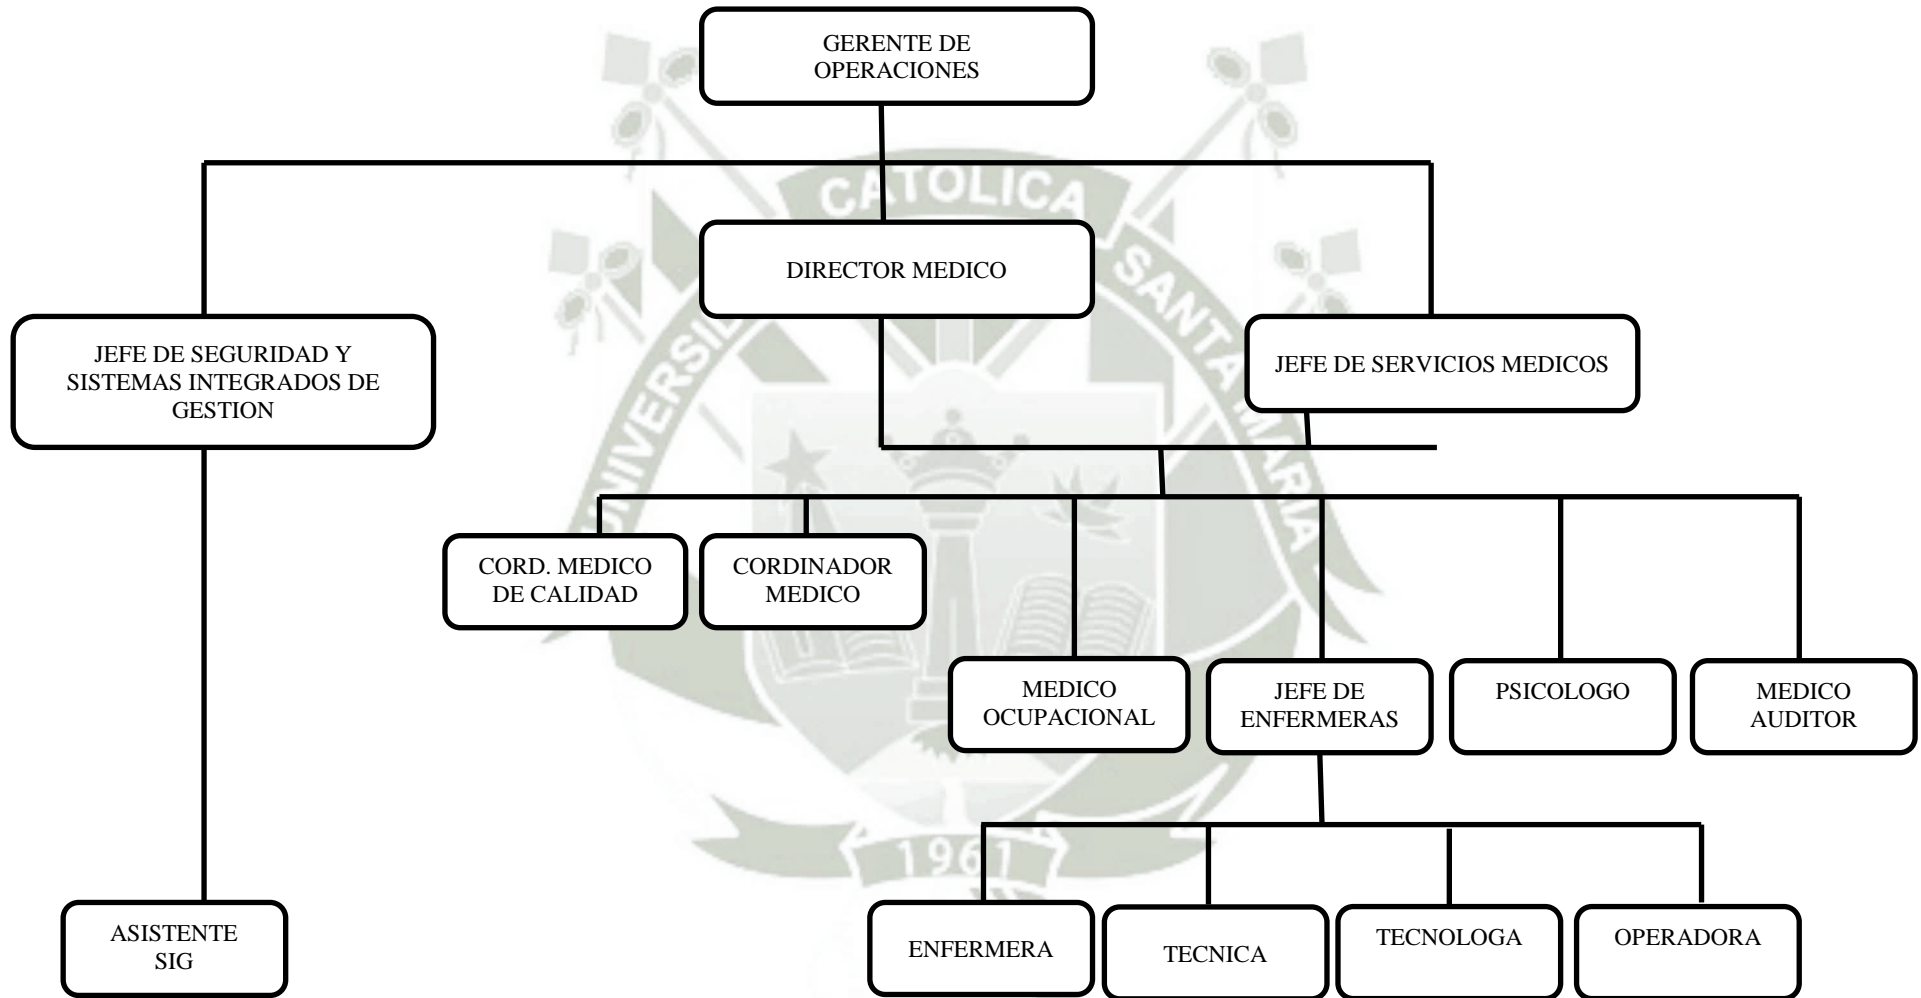 GERENTE DE
OPERACIONES
CATOLICA
DIRECTOR MEDICO
SANTA MARIA
JEFE DE SEGURIDAD Y
SISTEMAS INTEGRADOS DE
GESTION
JEFE DE SERVICIOS MEDICOS
CORD. MEDICO
DE CALIDAD
CORDINADOR
MEDICO
MEDICO
OCUPACIONAL
JEFE DE
ENFERMERAS
PSICOLOGO
MEDICO
AUDITOR
1961
ASISTENTE
SIG
ENFERMERA
TECNICA
TECNOLOGA
OPERADORA